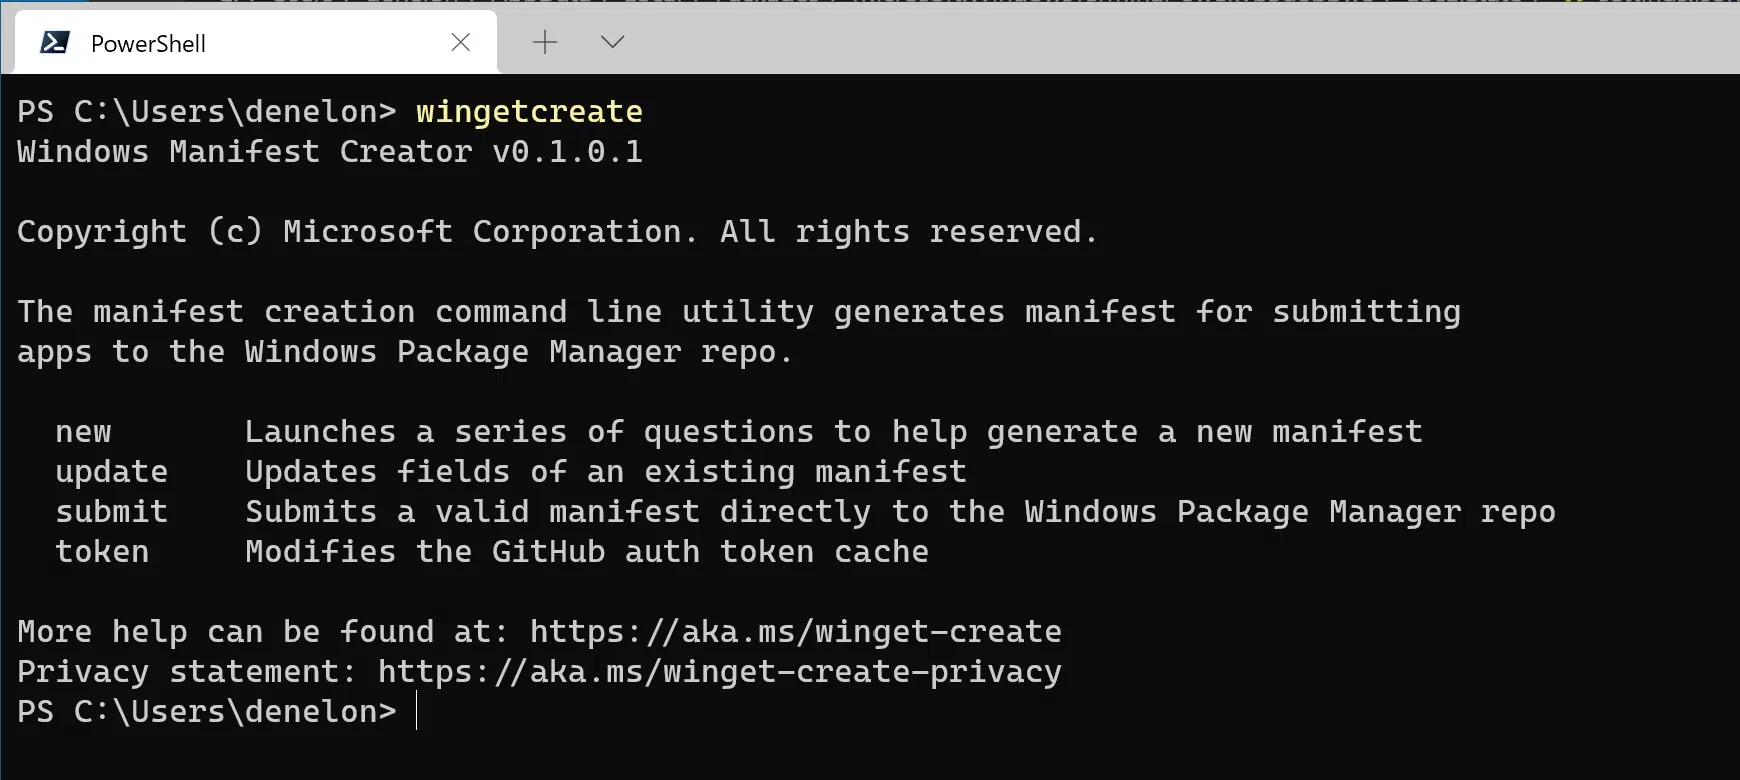 PowerShell
PS C:\Users\denelon> wingetcreate
Windows Manifest Creator v0.1.0.1
Copyright (c) Microsoft Corporation. All rights reserved.
The manifest creation command line utility generates manifest for submitting
apps to the Windows Package Manager repo.
new Launches a series of questions to help generate a new manifest
update Updates fields of an existing manifest
submit Submits a valid manifest directly to the Windows Package Manager repo
token Modifies the GitHub auth token cache
More help can be found at: https://aka.ms/winget-create
Privacy statement: https://aka.ms/winget-create-privacy
PS C:\Users\denelon>